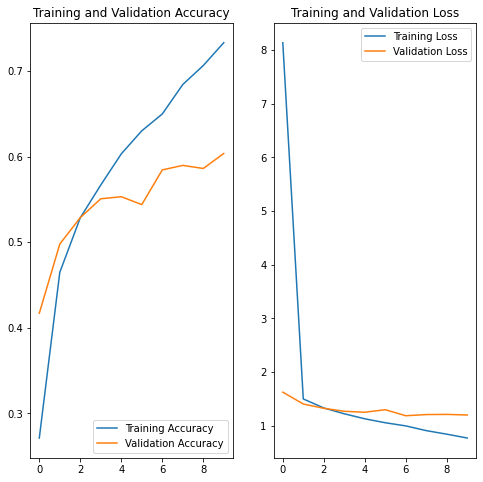 Training and Validation Accuracy
0.7
0.6
0.5
0.4
0.3
0 2 4 6 8
Training Accuracy
Validation Accuracy
Training and Validation Loss
8
7
6
5
4
3
2
1
0 2 4 6 8
Training Loss
Validation Loss